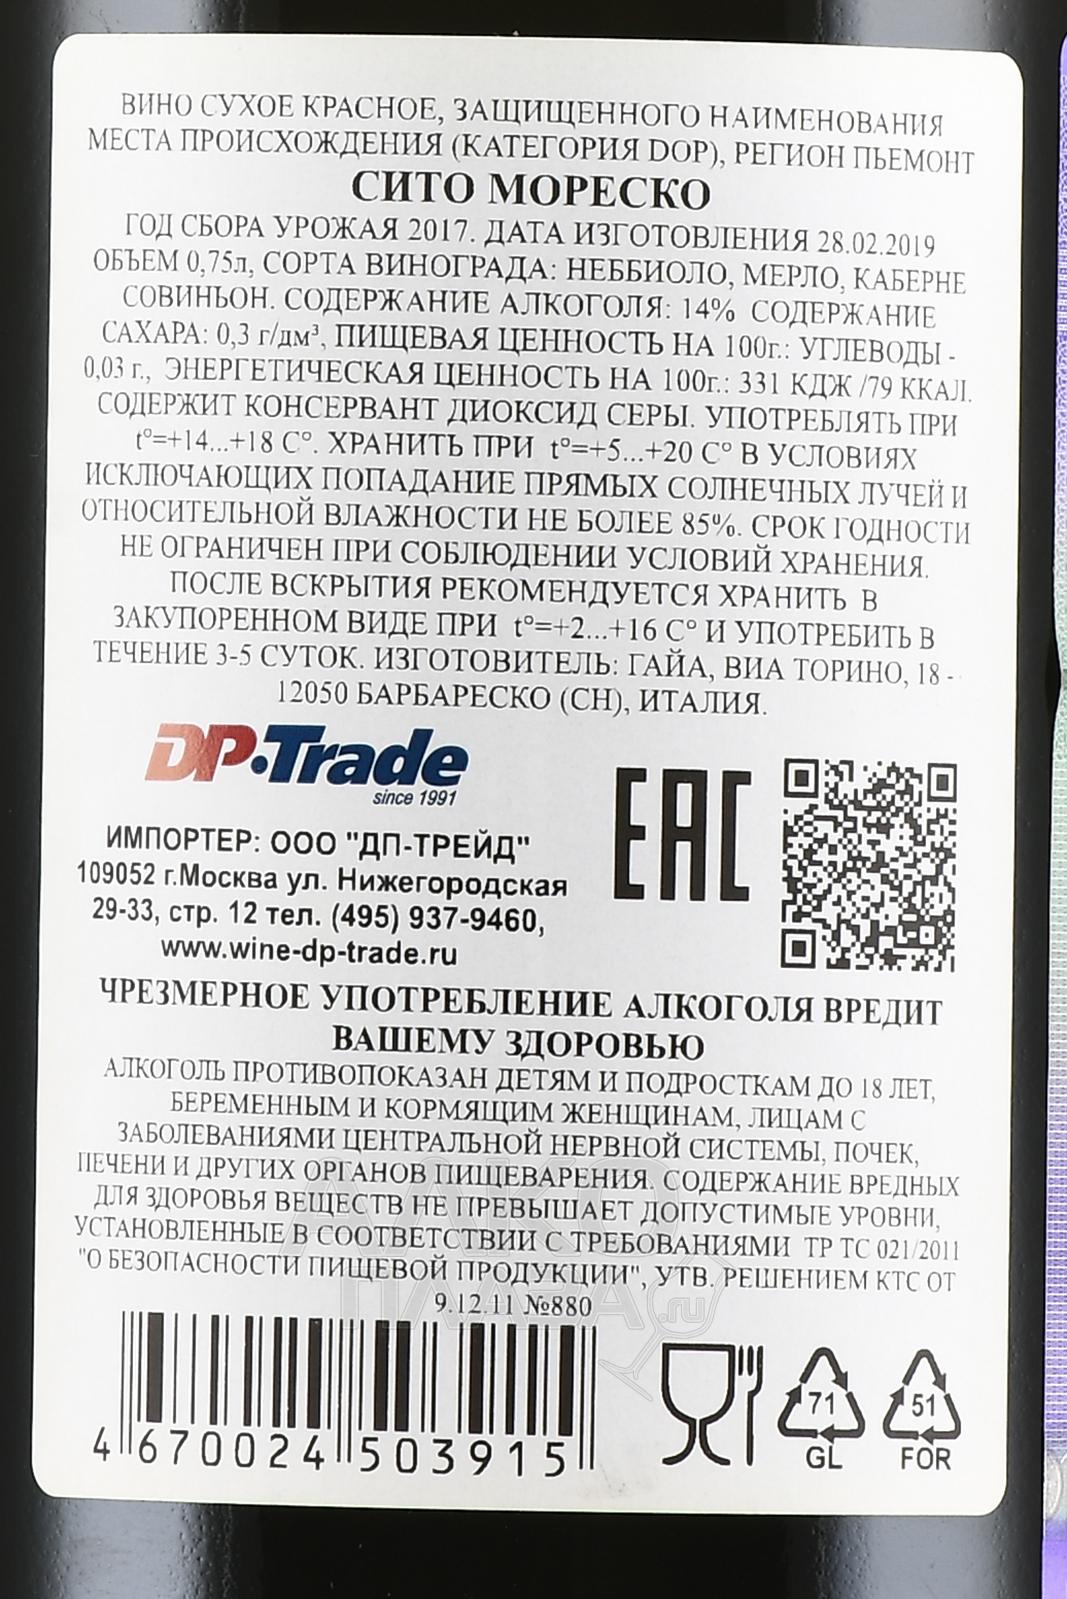 ВИНО СУХОЕ КРАСНОЕ, ЗАЩИЩЕННОГО НАИМЕНОВАНИЯ
МЕСТА ПРОИСХОЖДЕНИЯ (КАТЕГОРИЯ DOP), РЕГИОН ПЬЕМОНТ
СИТО МОРЕСКО
ГОД СБОРА УРОЖАЯ 2017. ДАТА ИЗГОТОВЛЕНИЯ 28.02.2019
ОБЪЕМ 0,75л, СОРТА ВИНОГРАДА: НЕББИОЛО, МЕРЛО, КАБЕРНЕ
СОВИНЬОН. СОДЕРЖАНИЕ АЛКОГОЛЯ: 14% СОДЕРЖАНИЕ
САХАРА: 0,3 г/дм³, ПИЩЕВАЯ ЦЕННОСТЬ НА 100г.: УГЛЕВОДЫ -
0,03 г., ЭНЕРГЕТИЧЕСКАЯ ЦЕННОСТЬ НА 100г.: 331 КДЖ /79 ККАЛ.
СОДЕРЖИТ КОНСЕРВАНТ ДИОКСИД СЕРЫ. УПОТРЕБЛЯТЬ ПРИ
t°=+14...+18 C°. ХРАНИТЬ ПРИ t°=+5...+20 C° В УСЛОВИЯХ
ИСКЛЮЧАЮЩИХ ПОПАДАНИЕ ПРЯМЫХ СОЛНЕЧНЫХ ЛУЧЕЙ И
ОТНОСИТЕЛЬНОЙ ВЛАЖНОСТИ НЕ БОЛЕЕ 85%. СРОК ГОДНОСТИ
НЕ ОГРАНИЧЕН ПРИ СОБЛЮДЕНИИ УСЛОВИЙ ХРАНЕНИЯ.
ПОСЛЕ ВСКРЫТИЯ РЕКОМЕНДУЕТСЯ ХРАНИТЬ В
ЗАКУПОРЕННОМ ВИДЕ ПРИ t°=+2...+16 C° И УПОТРЕБИТЬ В
ТЕЧЕНИЕ 3-5 СУТОК. ИЗГОТОВИТЕЛЬ: ГАЙА, ВИА ТОРИНО, 18 -
12050 БАРБАРЕСКО (CH), ИТАЛИЯ.
DP·Trade
since 1991
EAC
ИМПОРТЕР: ООО "ДП-ТРЕЙД"
109052 г.Москва ул. Нижегородская
29-33, стр. 12 тел. (495) 937-9460,
www.wine-dp-trade.ru
ЧРЕЗМЕРНОЕ УПОТРЕБЛЕНИЕ АЛКОГОЛЯ ВРЕДИТ
ВАШЕМУ ЗДОРОВЬЮ
АЛКОГОЛЬ ПРОТИВОПОКАЗАН ДЕТЯМ И ПОДРОСТКАМ ДО 18 ЛЕТ,
БЕРЕМЕННЫМ И КОРМЯЩИМ ЖЕНЩИНАМ, ЛИЦАМ С
ЗАБОЛЕВАНИЯМИ ЦЕНТРАЛЬНОЙ НЕРВНОЙ СИСТЕМЫ, ПОЧЕК,
ПЕЧЕНИ И ДРУГИХ ОРГАНОВ ПИЩЕВАРЕНИЯ. СОДЕРЖАНИЕ ВРЕДНЫХ
ДЛЯ ЗДОРОВЬЯ ВЕЩЕСТВ НЕ ПРЕВЫШАЕТ ДОПУСТИМЫЕ УРОВНИ,
УСТАНОВЛЕННЫЕ В СООТВЕТСТВИИ С ТРЕБОВАНИЯМИ ТР ТС 021/2011
"О БЕЗОПАСНОСТИ ПИЩЕВОЙ ПРОДУКЦИИ", УТВ. РЕШЕНИЕМ КТС ОТ
9.12.11 №880
АЛКО
ПАРК
.ru
4 670024 503915
71
GL
51
FOR